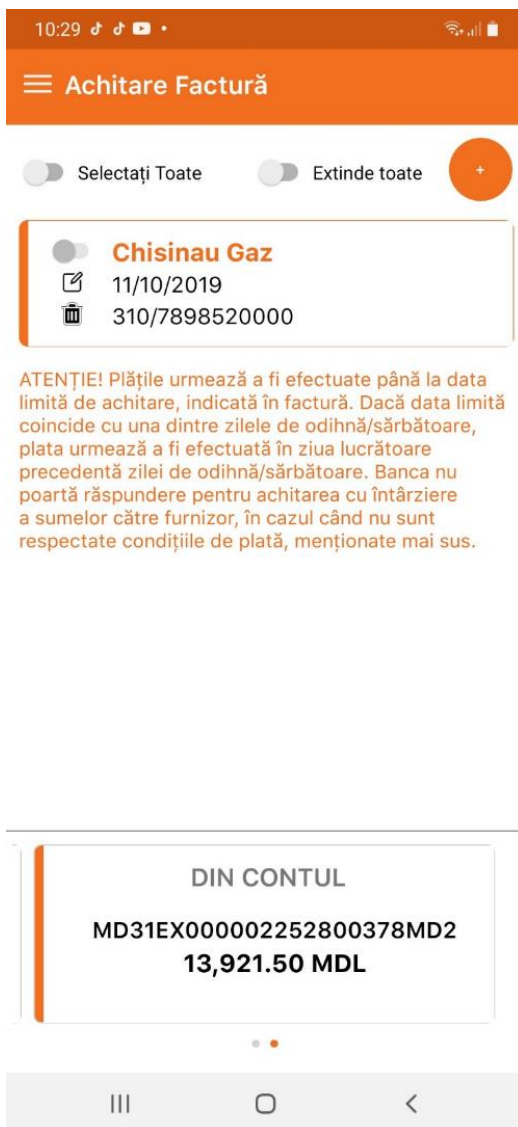 10:29
Achitare Factură
Selectați Toate Extinde toate +
Chisinau Gaz
11/10/2019
310/7898520000
ATENȚIE! Plățile urmează a fi efectuate până la data
limită de achitare, indicată în factură. Dacă data limită
coincide cu una dintre zilele de odihnă/sărbătoare,
plata urmează a fi efectuată în ziua lucrătoare
precedentă zilei de odihnă/sărbătoare. Banca nu
poartă răspundere pentru achitarea cu întârziere
a sumelor către furnizor, în cazul când nu sunt
respectate condițiile de plată, menționate mai sus.
DIN CONTUL
MD31EX000002252800378MD2
13,921.50 MDL